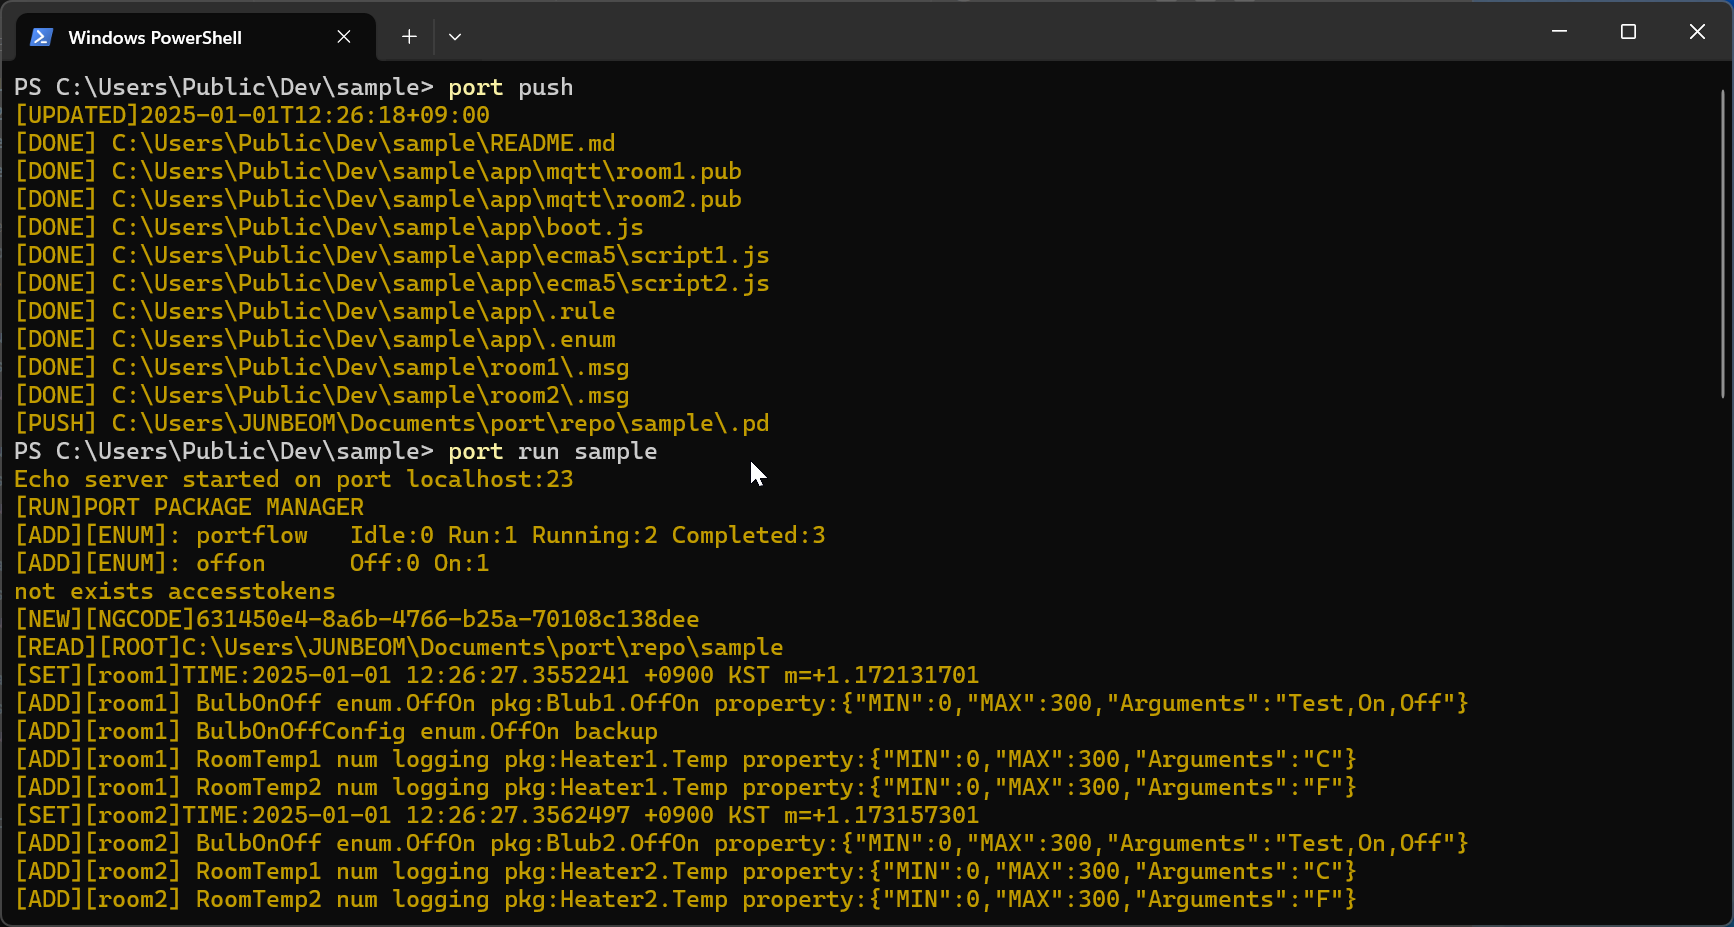 Windows PowerShell
PS C:\Users\Public\Dev\sample> port push
[UPDATED]2025-01-01T12:26:18+09:00
[DONE] C:\Users\Public\Dev\sample\README.md
[DONE] C:\Users\Public\Dev\sample\app\mqtt\room1.pub
[DONE] C:\Users\Public\Dev\sample\app\mqtt\room2.pub
[DONE] C:\Users\Public\Dev\sample\app\boot.js
[DONE] C:\Users\Public\Dev\sample\app\ecma5\script1.js
[DONE] C:\Users\Public\Dev\sample\app\ecma5\script2.js
[DONE] C:\Users\Public\Dev\sample\app\.rule
[DONE] C:\Users\Public\Dev\sample\app\.enum
[DONE] C:\Users\Public\Dev\sample\room1\.msg
[DONE] C:\Users\Public\Dev\sample\room2\.msg
[PUSH] C:\Users\JUNBEOM\Documents\port\repo\sample\.pd
PS C:\Users\Public\Dev\sample> port run sample
Echo server started on port localhost:23
[RUN]PORT PACKAGE MANAGER
[ADD][ENUM]: portflow   Idle:0 Run:1 Running:2 Completed:3
[ADD][ENUM]: offon      Off:0 On:1
not exists accesstokens
[NEW][NGCODE]631450e4-8a6b-4766-b25a-70108c138dee
[READ][ROOT]C:\Users\JUNBEOM\Documents\port\repo\sample
[SET][room1]TIME:2025-01-01 12:26:27.3552241 +0900 KST m=+1.172131701
[ADD][room1] BulbOnOff enum.OffOn pkg:Blub1.OffOn property:{"MIN":0,"MAX":300,"Arguments":"Test,On,Off"}
[ADD][room1] BulbOnOffConfig enum.OffOn backup
[ADD][room1] RoomTemp1 num logging pkg:Heater1.Temp property:{"MIN":0,"MAX":300,"Arguments":"C"}
[ADD][room1] RoomTemp2 num logging pkg:Heater1.Temp property:{"MIN":0,"MAX":300,"Arguments":"F"}
[SET][room2]TIME:2025-01-01 12:26:27.3562497 +0900 KST m=+1.173157301
[ADD][room2] BulbOnOff enum.OffOn pkg:Blub2.OffOn property:{"MIN":0,"MAX":300,"Arguments":"Test,On,Off"}
[ADD][room2] RoomTemp1 num logging pkg:Heater2.Temp property:{"MIN":0,"MAX":300,"Arguments":"C"}
[ADD][room2] RoomTemp2 num logging pkg:Heater2.Temp property:{"MIN":0,"MAX":300,"Arguments":"F"}